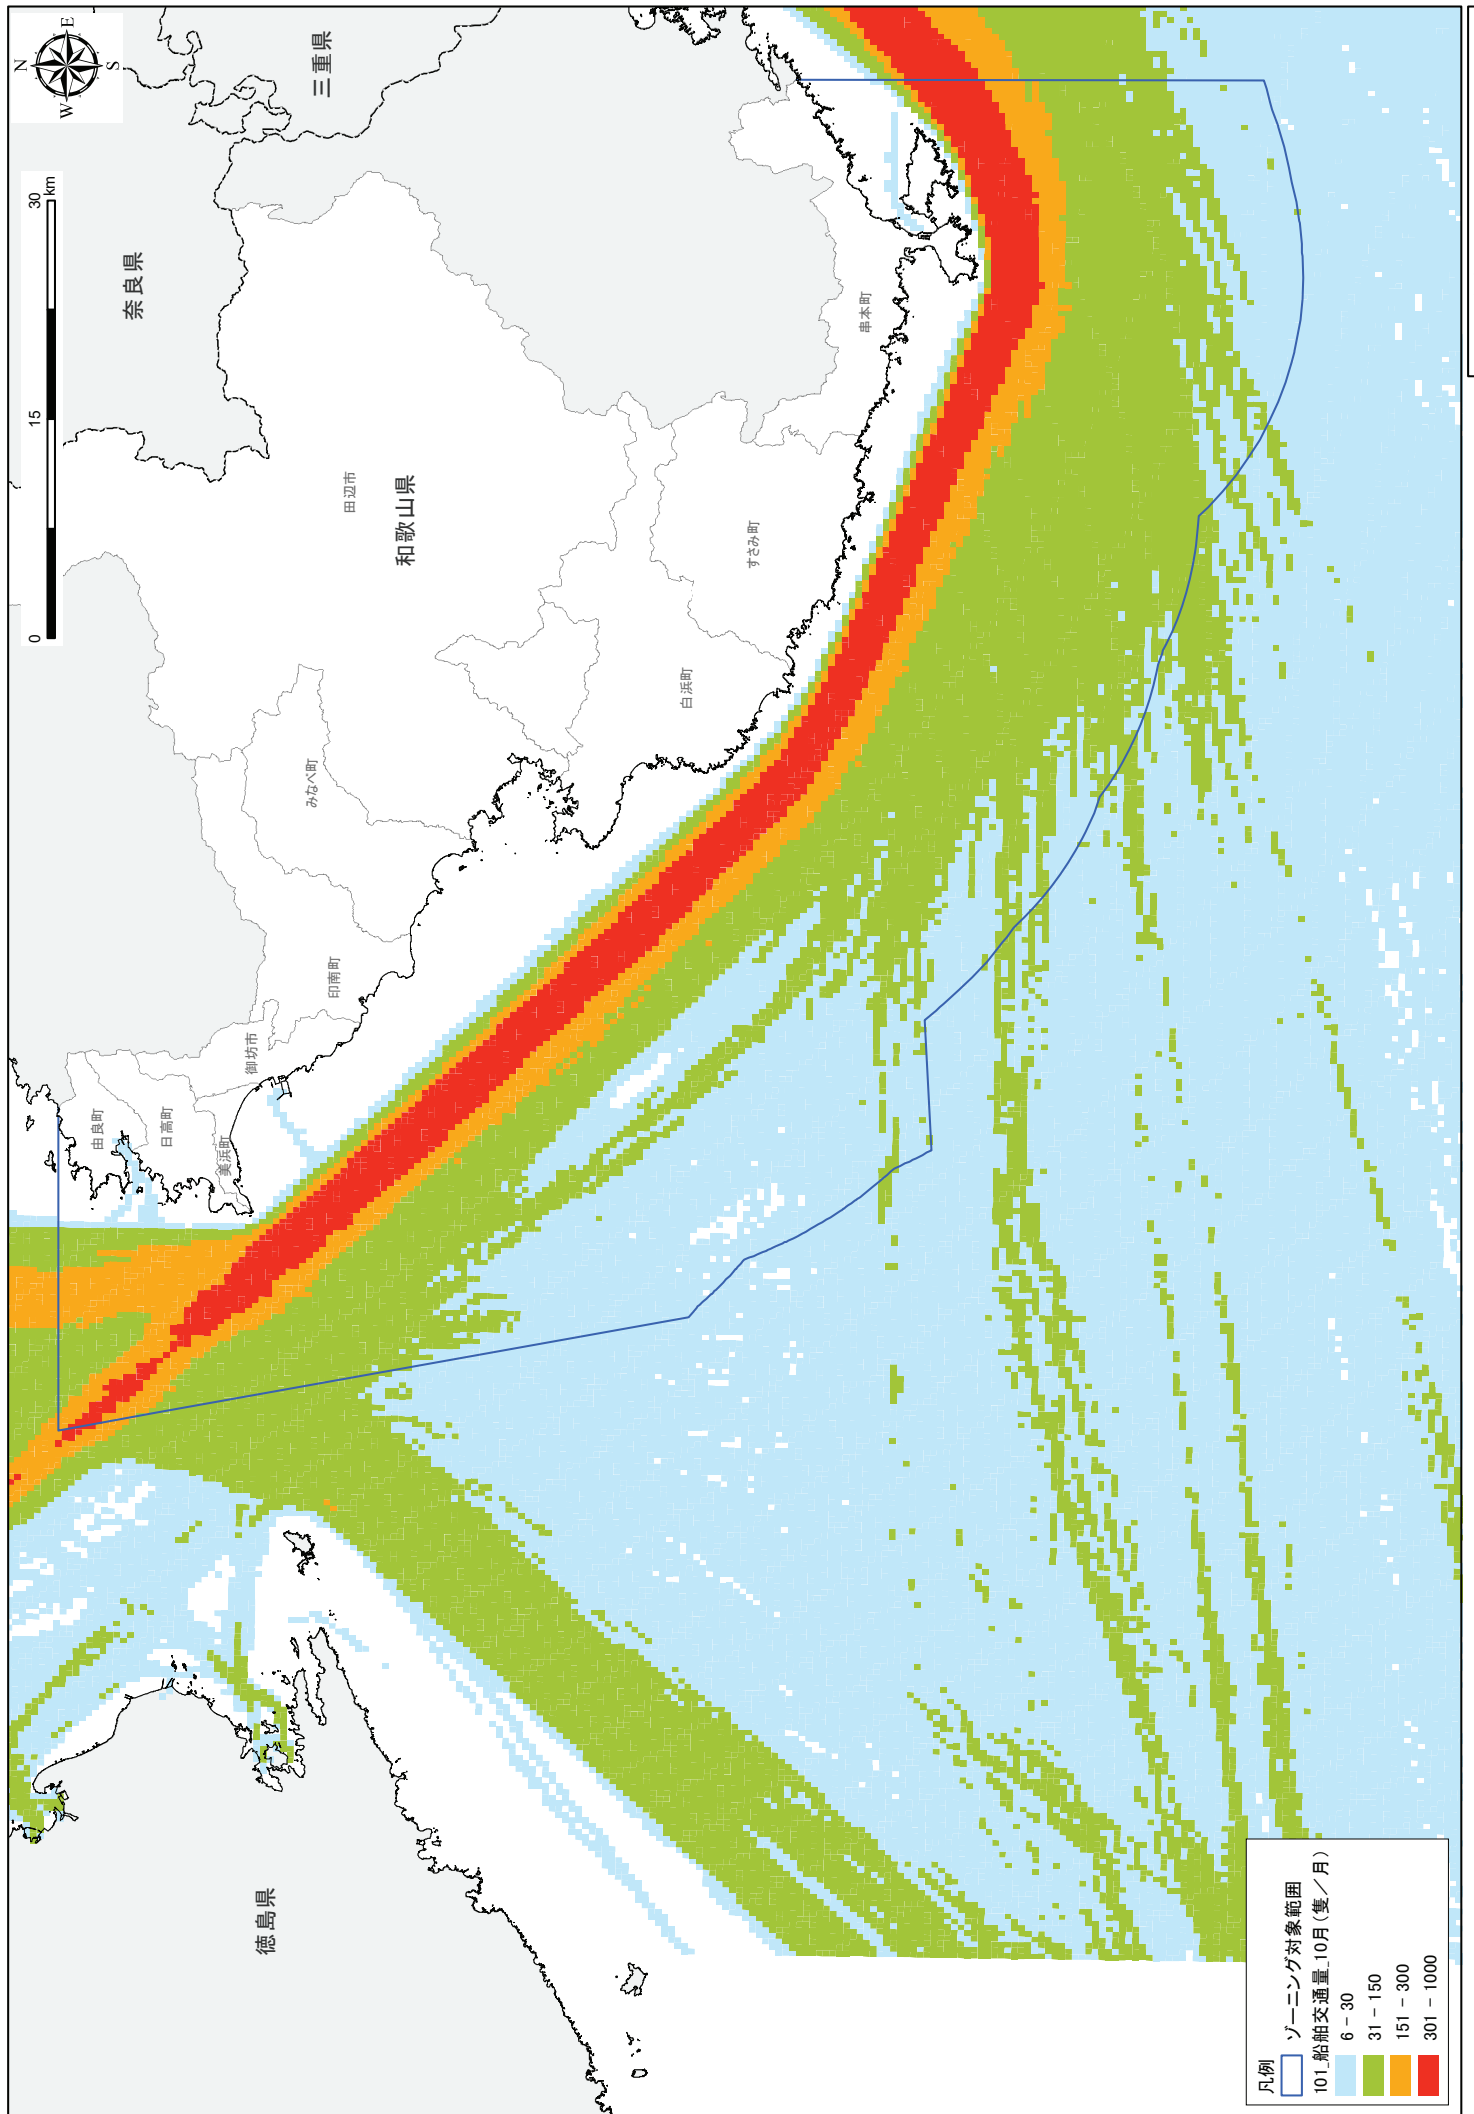 N
W
E
S
0
15
30
km
三重県
奈良県
和歌山県
田辺市
みなべ町
印南町
御坊市
由良町
日高町
美浜町
白浜町
すさみ町
串本町
徳島県
凡例
ゾーニング対象範囲
101_船舶交通量_10月(隻/月)
6 - 30
31 - 150
151 - 300
301 - 1000